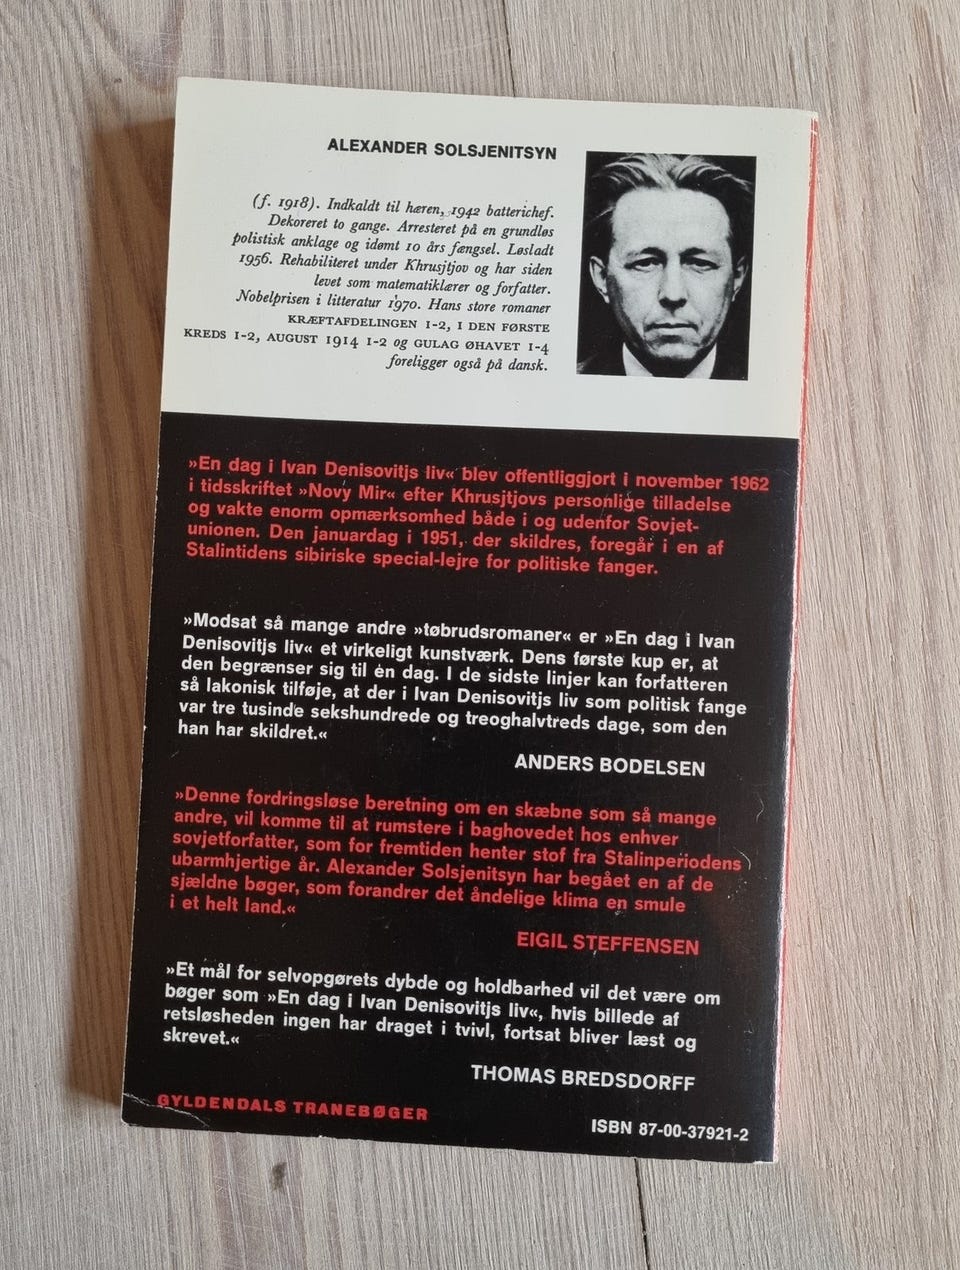 ALEXANDER SOLSJENITSYN
(f. 1918). Indkaldt til hæren, 1942 batterichef.
Dekoreret to gange. Arresteret på en grundløs
politistisk anklage og idømt 10 års fængsel. Løsladt
1956. Rehabiliteret under Khrusjtjov og har siden
levet som matematiklærer og forfatter.
Nobelprisen i litteratur 1970. Hans store romaner
KRÆFTAFDELINGEN 1-2, I DEN FØRSTE
KREDS 1-2, AUGUST 1914 1-2 og GULAG ØHAVET 1-4
foreligger også på dansk.
»En dag i Ivan Denisovitjs liv« blev offentliggjort i november 1962
i tidsskriftet »Novy Mir« efter Khrusjtjovs personlige tilladelse
og vakte enorm opmærksomhed både i og udenfor Sovjet-
unionen. Den januardag i 1951, der skildres, foregår i en af
Stalintidens sibiriske special-lejre for politiske fanger.
»Modsat så mange andre »tøbrudsromaner« er »En dag i Ivan
Denisovitjs liv« et virkeligt kunstværk. Dens første kup er, at
den begrænser sig til én dag. I de sidste linjer kan forfatteren
så lakonisk tilføje, at der i Ivan Denisovitjs liv som politisk fange
var tre tusinde sekshundrede og treoghalvtreds dage, som den
han har skildret.«
ANDERS BODELSEN
»Denne fordringsløse beretning om en skæbne som så mange
andre, vil komme til at rumstere i baghovedet hos enhver
sovjetforfatter, som for fremtiden henter stof fra Stalinperiodens
ubarmhjertige år. Alexander Solsjenitsyn har begået en af de
sjældne bøger, som forandrer det åndelige klima en smule
i et helt land.«
EIGIL STEFFENSEN
»Et mål for selvopgørets dybde og holdbarhed vil det være om
bøger som »En dag i Ivan Denisovitjs liv«, hvis billede af
retsløsheden ingen har draget i tvivl, fortsat bliver læst og
skrevet.«
THOMAS BREDSDORFF
GYLDENDALS TRANEBØGER
ISBN 87-00-37921-2